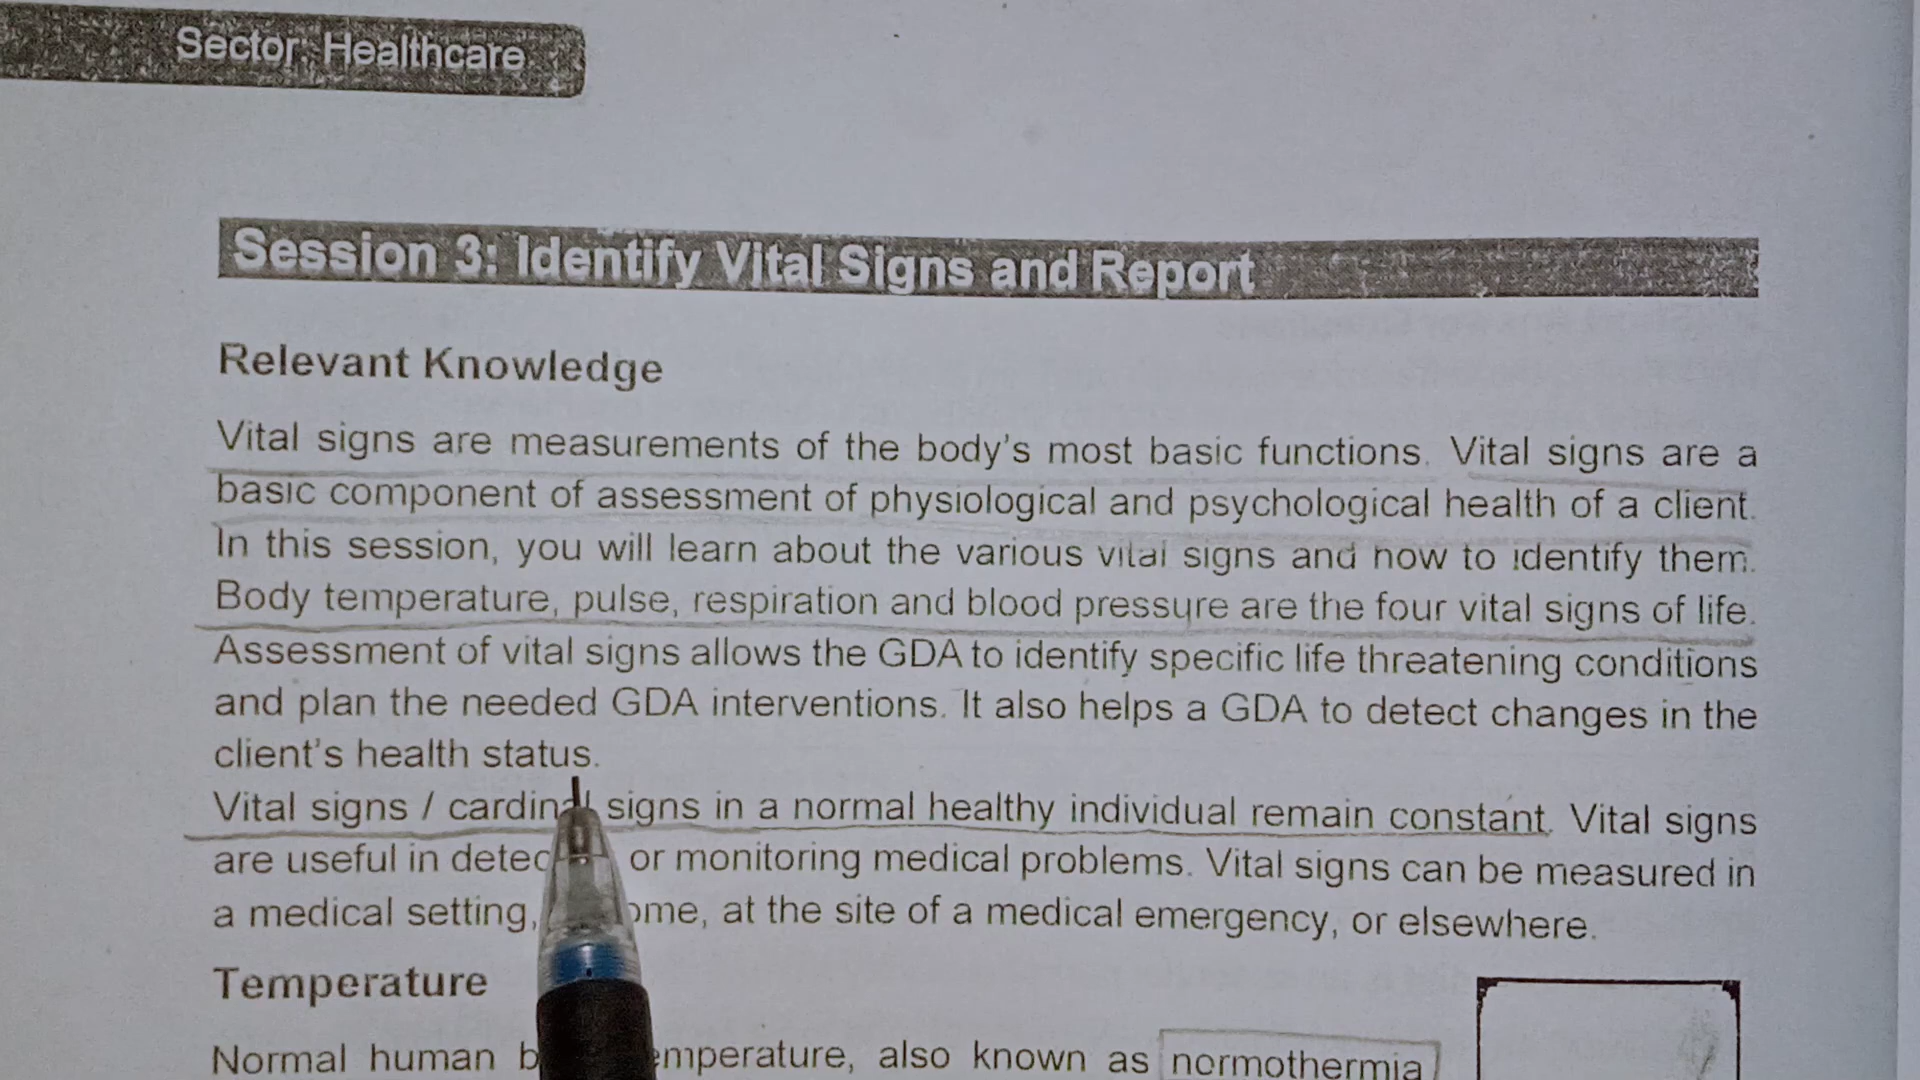 Sector: Healthcare
Session 3: Identify Vital Signs and Report
Relevant Knowledge
Vital signs are measurements of the body's most basic functions. Vital signs are a
basic component of assessment of physiological and psychological health of a client.
In this session, you will learn about the various vital signs and how to identify them.
Body temperature, pulse, respiration and blood pressure are the four vital signs of life.
Assessment of vital signs allows the GDA to identify specific life threatening conditions
and plan the needed GDA interventions. It also helps a GDA to detect changes in the
client's health status.
Vital signs / cardinal signs in a normal healthy individual remain constant. Vital signs
are useful in or monitoring medical problems. Vital signs can be measured in
a medical setting, at the site of a medical emergency, or elsewhere.
Temperature
Normal human temperature, also known as normothermia